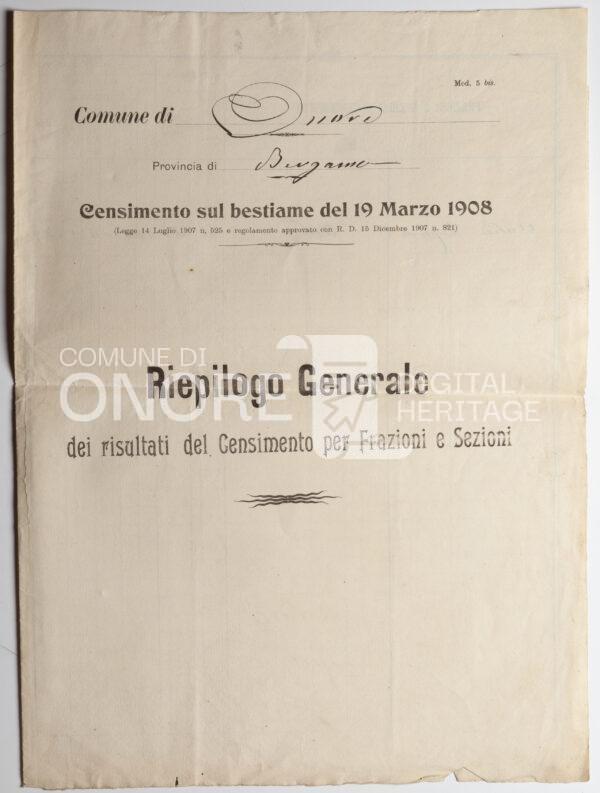 Mod. 5 bis.
Comune di Onore
Provincia di Bergamo
Censimento sul bestiame del 19 Marzo 1908
(Legge 14 Luglio 1907 n. 525 e regolamento approvato con R. D. 15 Dicembre 1907 n. 821)
COMUNE DI
ONORE
DIGITAL
HERITAGE
Riepilogo Generale
dei risultati del Censimento per Frazioni e Sezioni